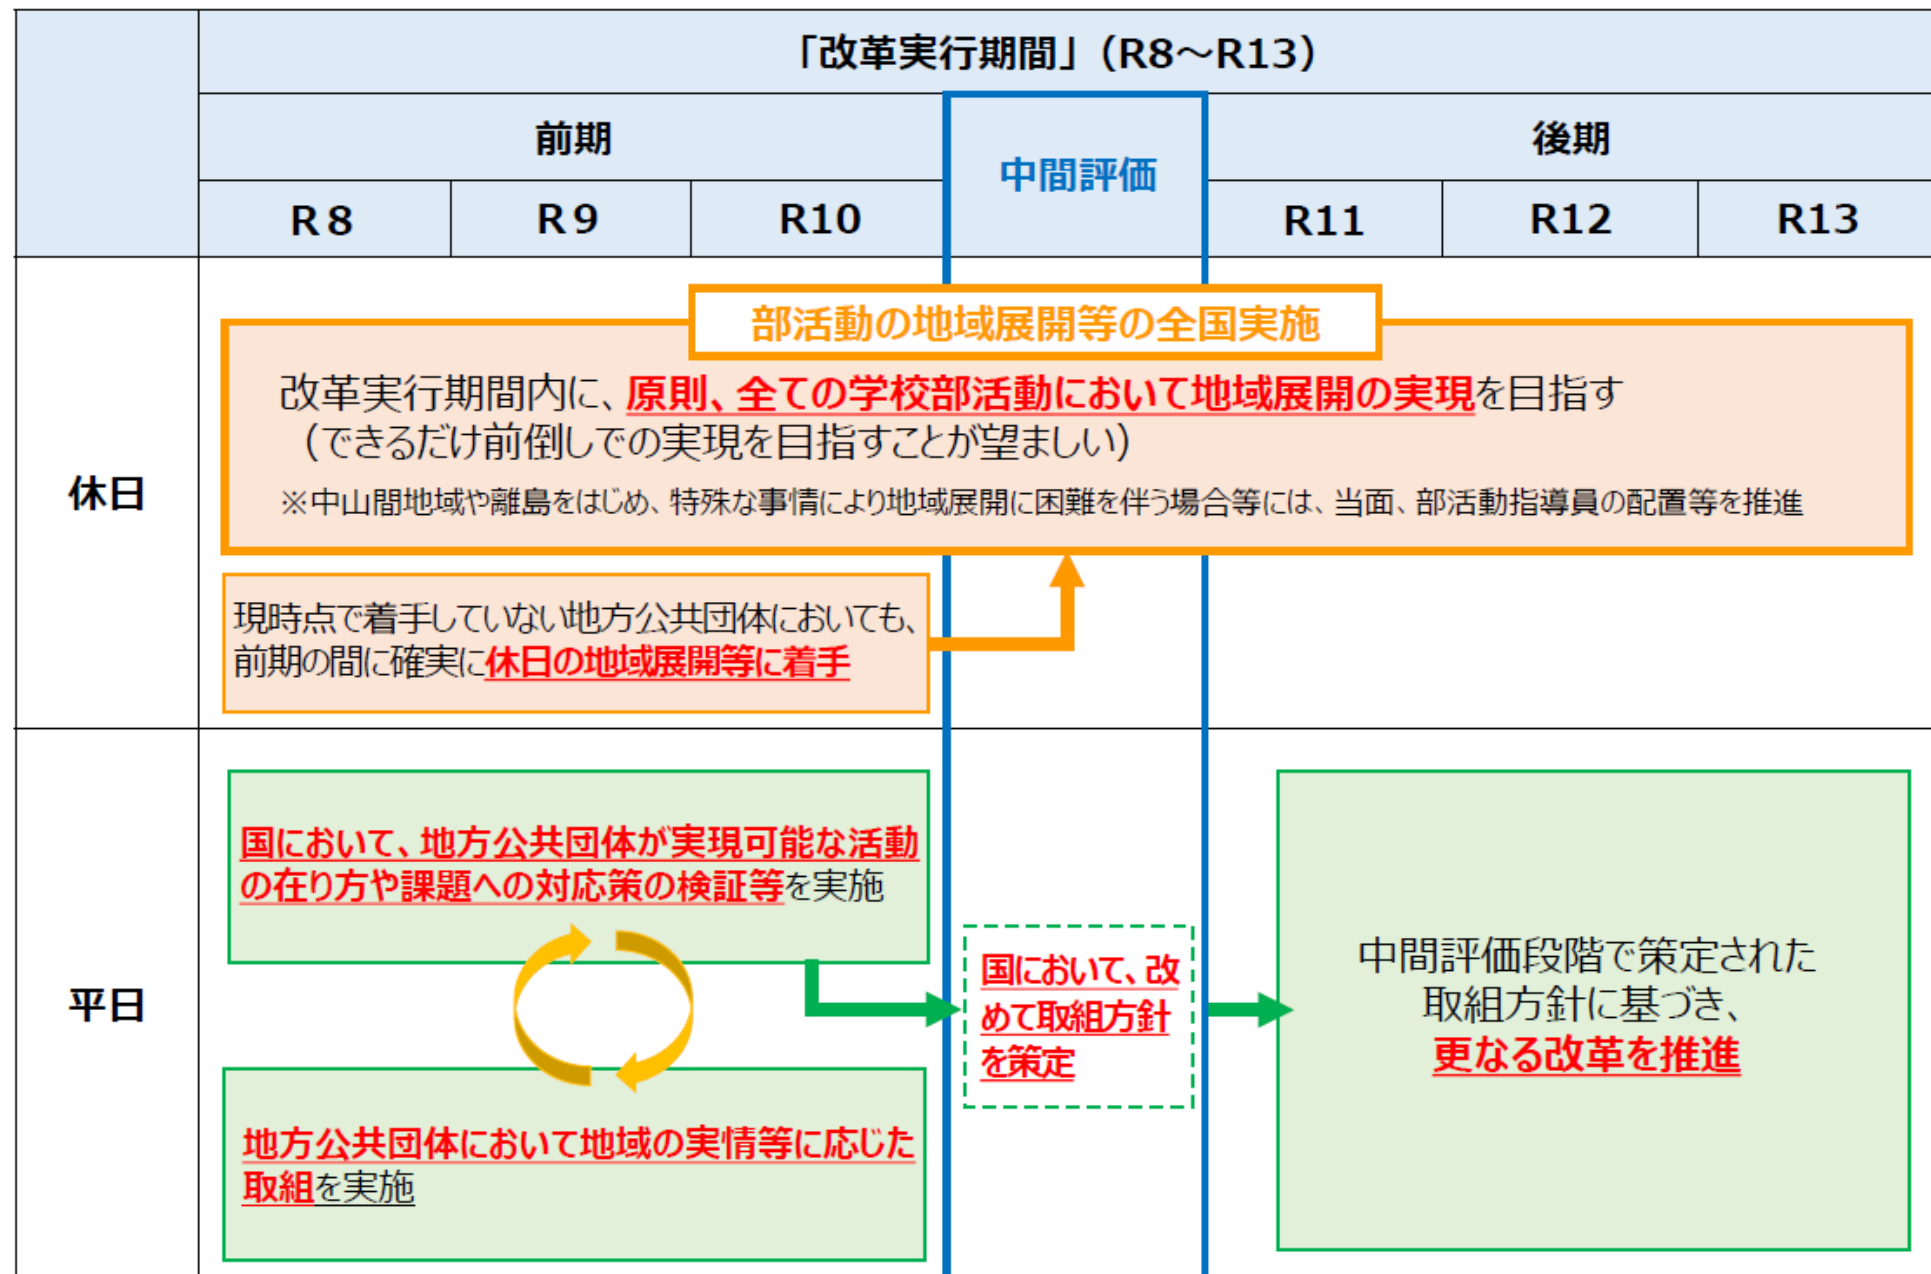 「改革実行期間」（R8～R13）
前期
中間評価
後期
R８
R９
R10
R11
R12
R13
休日
部活動の地域展開等の全国実施
改革実行期間内に、原則、全ての学校部活動において地域展開の実現を目指す
（できるだけ前倒しでの実現を目指すことが望ましい）
※中山間地域や離島をはじめ、特殊な事情により地域展開に困難を伴う場合等には、当面、部活動指導員の配置等を推進
現時点で着手していない地方公共団体においても、
前期の間に確実に休日の地域展開等に着手
平日
国において、地方公共団体が実現可能な活動
の在り方や課題への対応策の検証等を実施
地方公共団体において地域の実情等に応じた
取組を実施
国において、改
めて取組方針
を策定
中間評価段階で策定された
取組方針に基づき、
更なる改革を推進